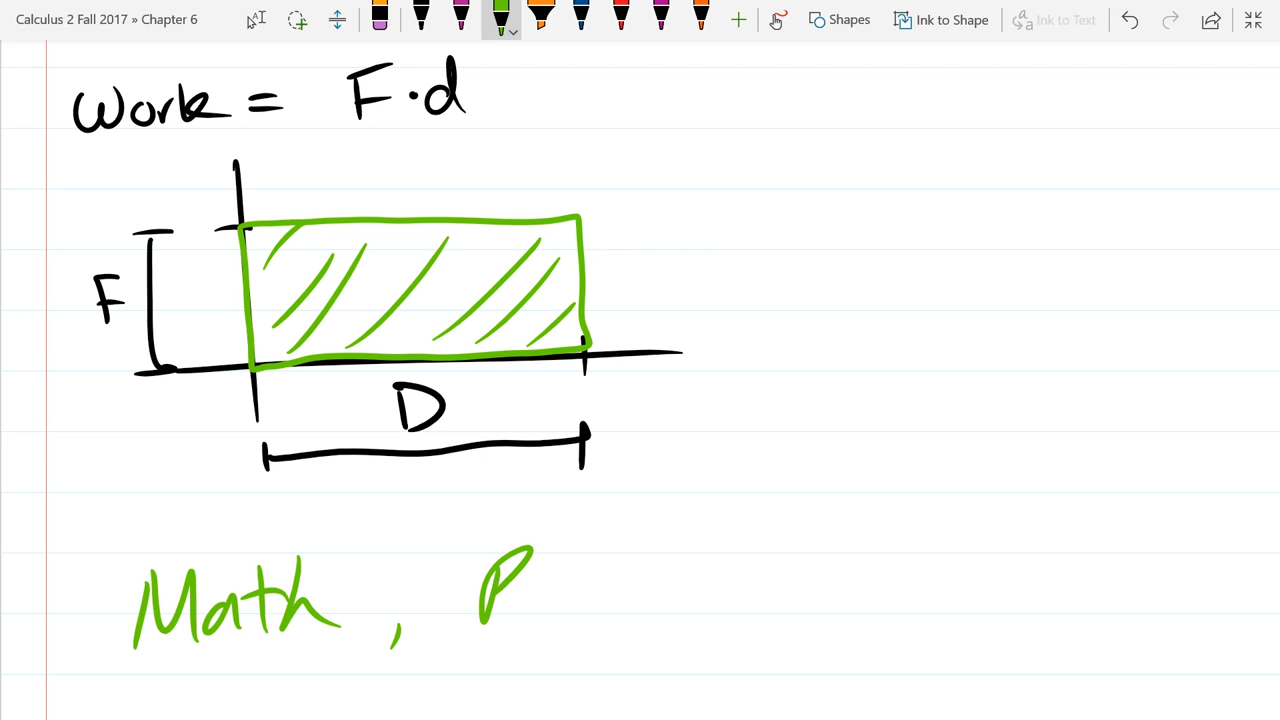 Calculus 2 Fall 2017 » Chapter 6
Shapes
Ink to Shape
Ink to Text
Work = F·d
F
D
Math, P